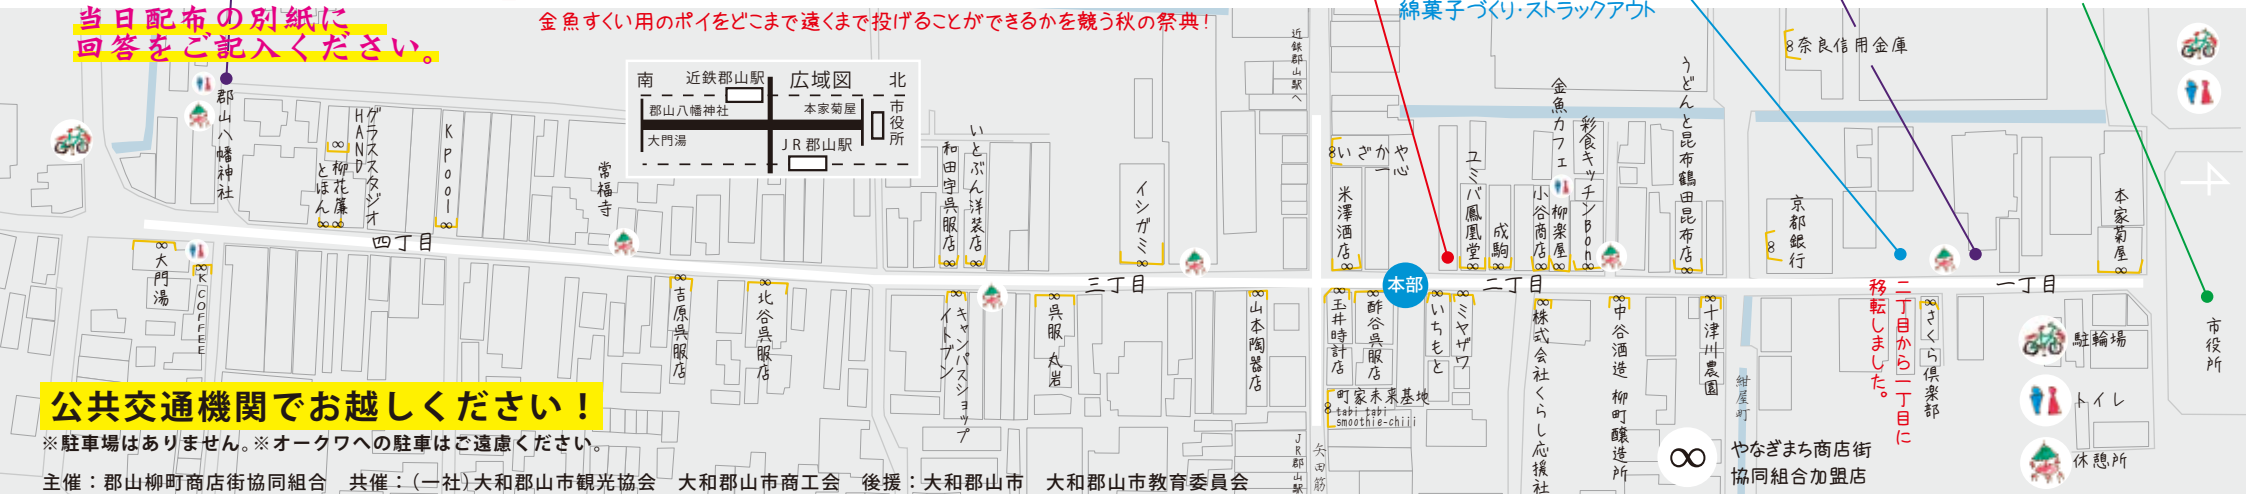 当日配布の別紙に
回答をご記入ください。
金魚すくい用のポイをどこまで遠くまで投げることができるかを競う秋の祭典！
綿菓子づくり・ストラックアウト
近鉄郡山駅へ
奈良信用金庫
南
近鉄郡山駅
広域図
北
郡山八幡神社
本家菊屋
市役所
大門湯
JR郡山駅
郡山八幡神社
グラススタジオ
HAND
柳花簾
とほん
K pool
常福寺
和田宇呉服店
いとぶん洋装店
イシガミ
いざかや
一心
米澤酒店
ユミバ鳳凰堂
成駒
小谷商店
金魚カフェ
柳楽屋
彩食キッチンBon
うどんと昆布鶴田昆布店
京都銀行
本家菊屋
四丁目
三丁目
本部
二丁目
一丁目
大門湯
K COFFEE
吉原呉服店
北谷呉服店
キャンバスショップ
イトブン
呉服 丸岩
山本陶器店
玉井時計店
酢谷呉服店
いちもと
ミヤザワ
町家未来基地
tabi tabi
smoothie-chiii
株式会社くらし応援社
中谷酒造 柳町醸造所
十津川農園
紺屋町
二丁目から一丁目に
移転しました。
さくら倶楽部
市役所
駐輪場
トイレ
休憩所
やなぎまち商店街
協同組合加盟店
JR郡山駅
矢田筋
公共交通機関でお越しください！
※駐車場はありません。※オークワへの駐車はご遠慮ください。
主催：郡山柳町商店街協同組合　共催：（一社）大和郡山市観光協会　大和郡山市商工会　後援：大和郡山市　大和郡山市教育委員会